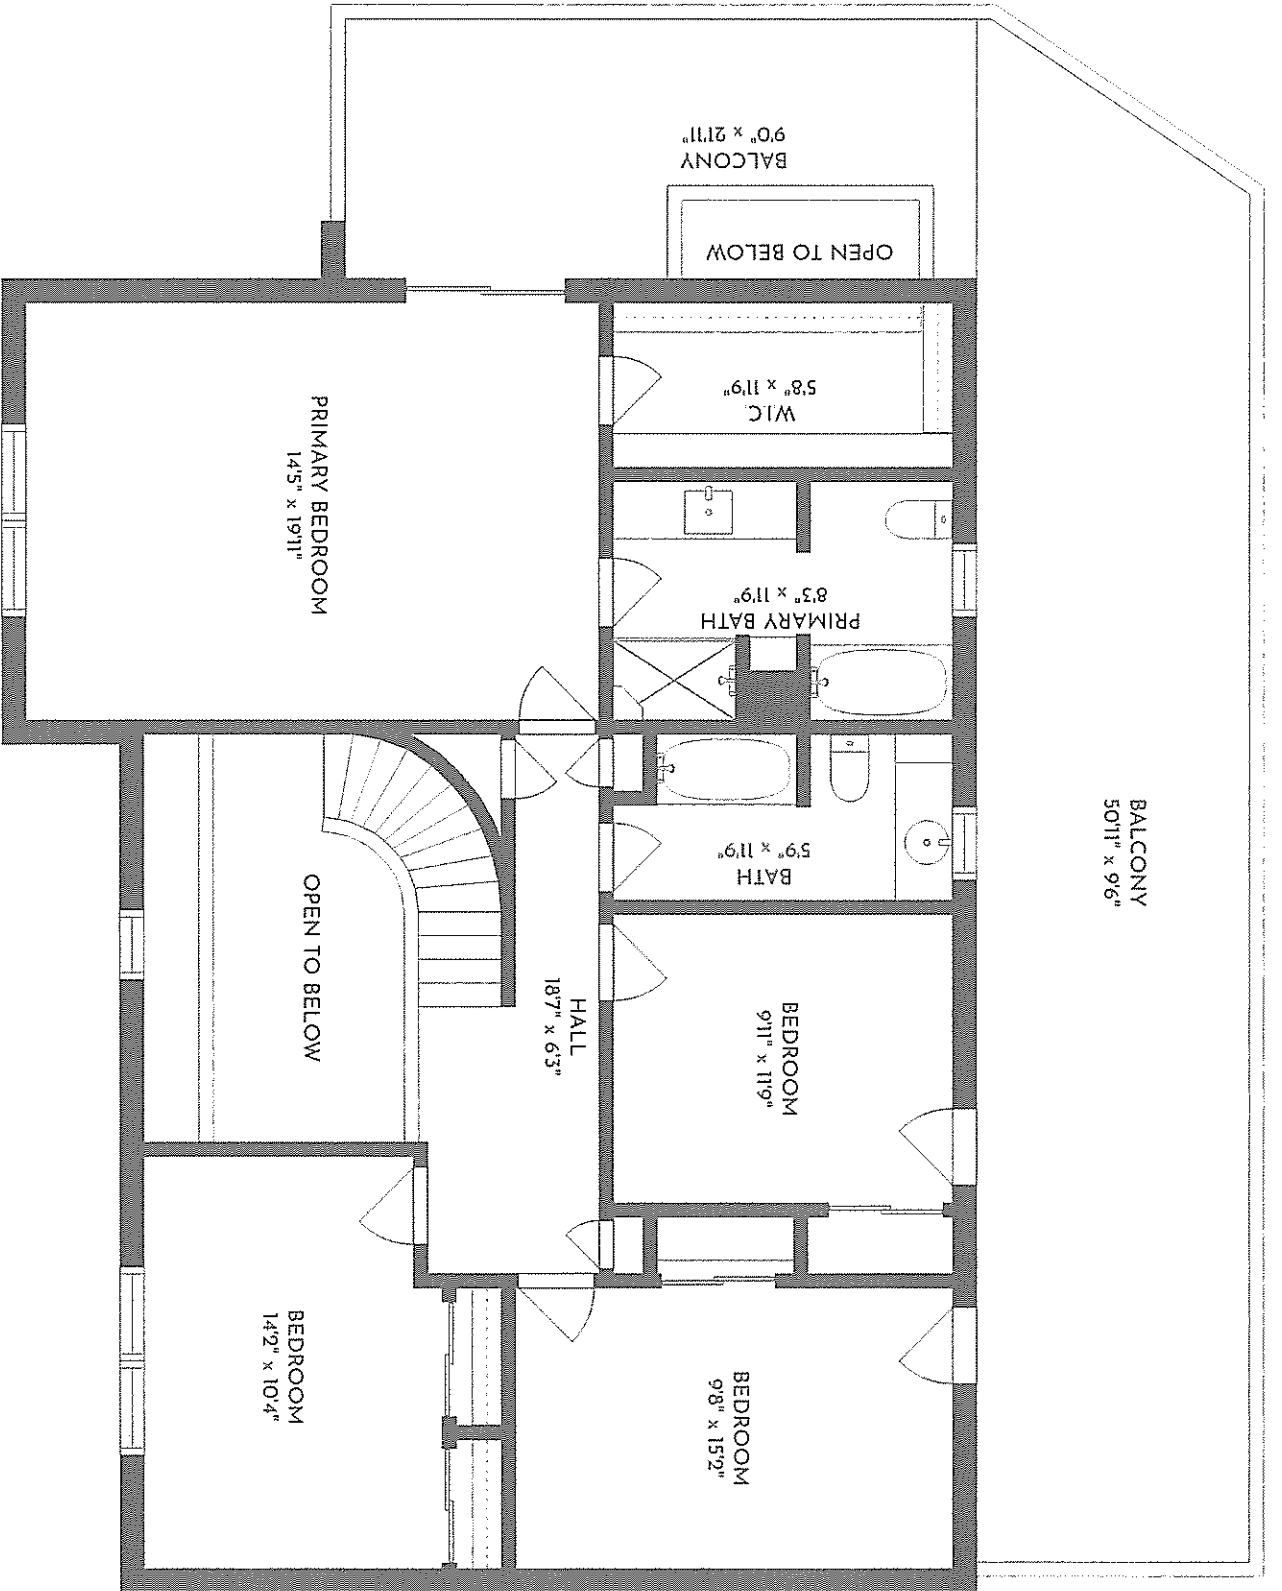 BALCONY
9'0" x 21'11"
OPEN TO BELOW
W.I.C.
5'8" x 11'9"
PRIMARY BEDROOM
14'5" x 19'11"
PRIMARY BATH
8'3" x 11'9"
BATH
5'9" x 11'9"
BALCONY
50'11" x 9'6"
OPEN TO BELOW
HALL
18'7" x 6'3"
BEDROOM
9'11" x 11'9"
BEDROOM
14'2" x 10'4"
BEDROOM
9'8" x 15'2"